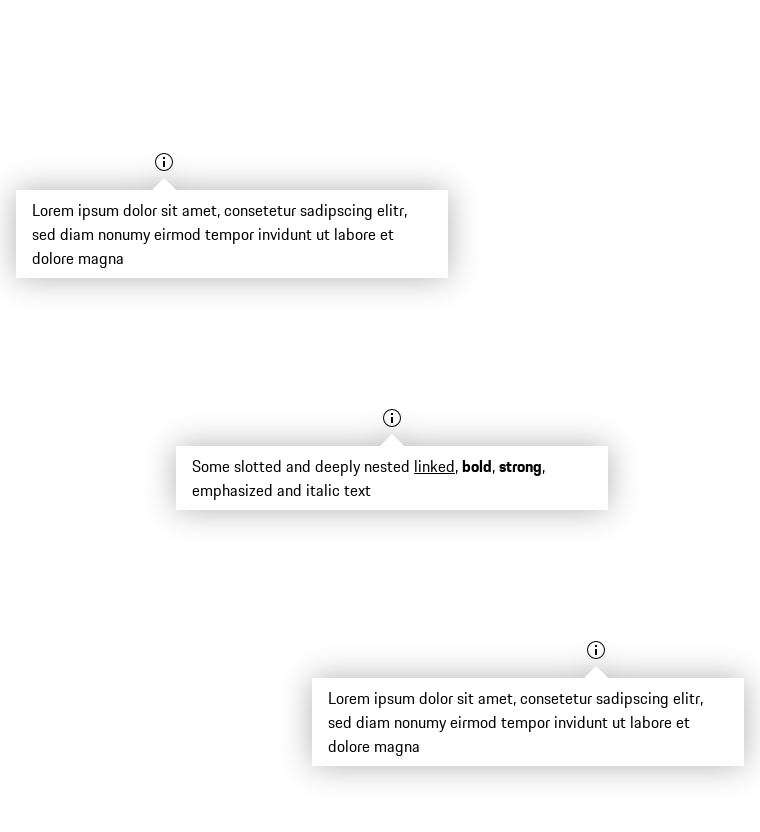 Lorem ipsum dolor sit amet, consetetur sadipscing elitr,
sed diam nonumy eirmod tempor invidunt ut labore et
dolore magna
Some slotted and deeply nested linked, bold, strong,
emphasized and italic text
Lorem ipsum dolor sit amet, consetetur sadipscing elitr,
sed diam nonumy eirmod tempor invidunt ut labore et
dolore magna